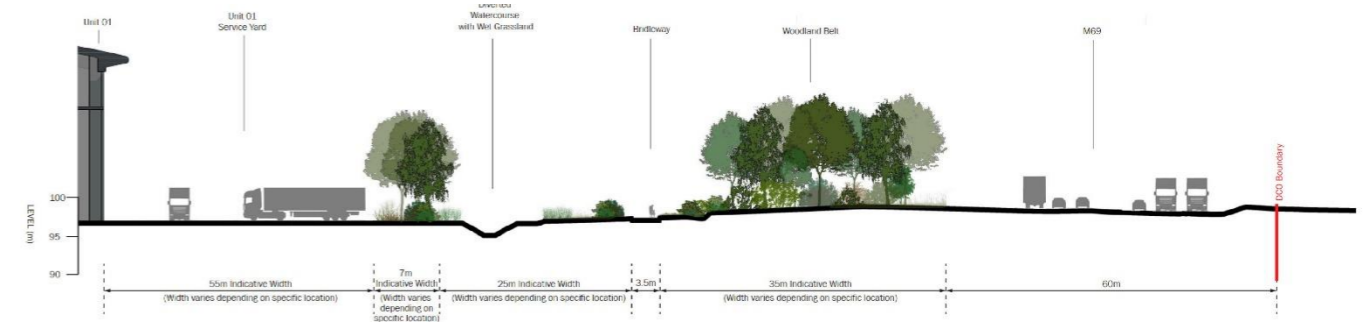 Unit 01
Unit 01
Service Yard
Diverted
Watercourse
with Wet Grassland
Bridleway
Woodland Belt
M69
DCO Boundary
100
95
90
LEVEL (m)
55m Indicative Width
(Width varies depending on specific location)
7m
Indicative Width
(Width varies
depending on
specific location)
25m Indicative Width
(Width varies depending on specific location)
3.5m
35m Indicative Width
(Width varies depending on specific location)
60m